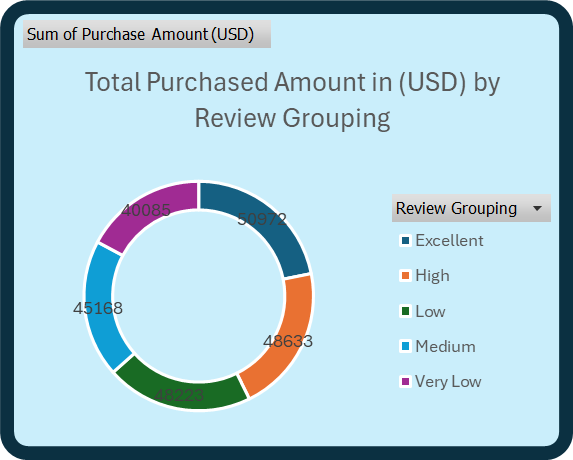 Sum of Purchase Amount (USD)
Total Purchased Amount in (USD) by
Review Grouping
40085
50972
Review Grouping
Excellent
High
45168
Low
48633
Medium
Very Low
48223